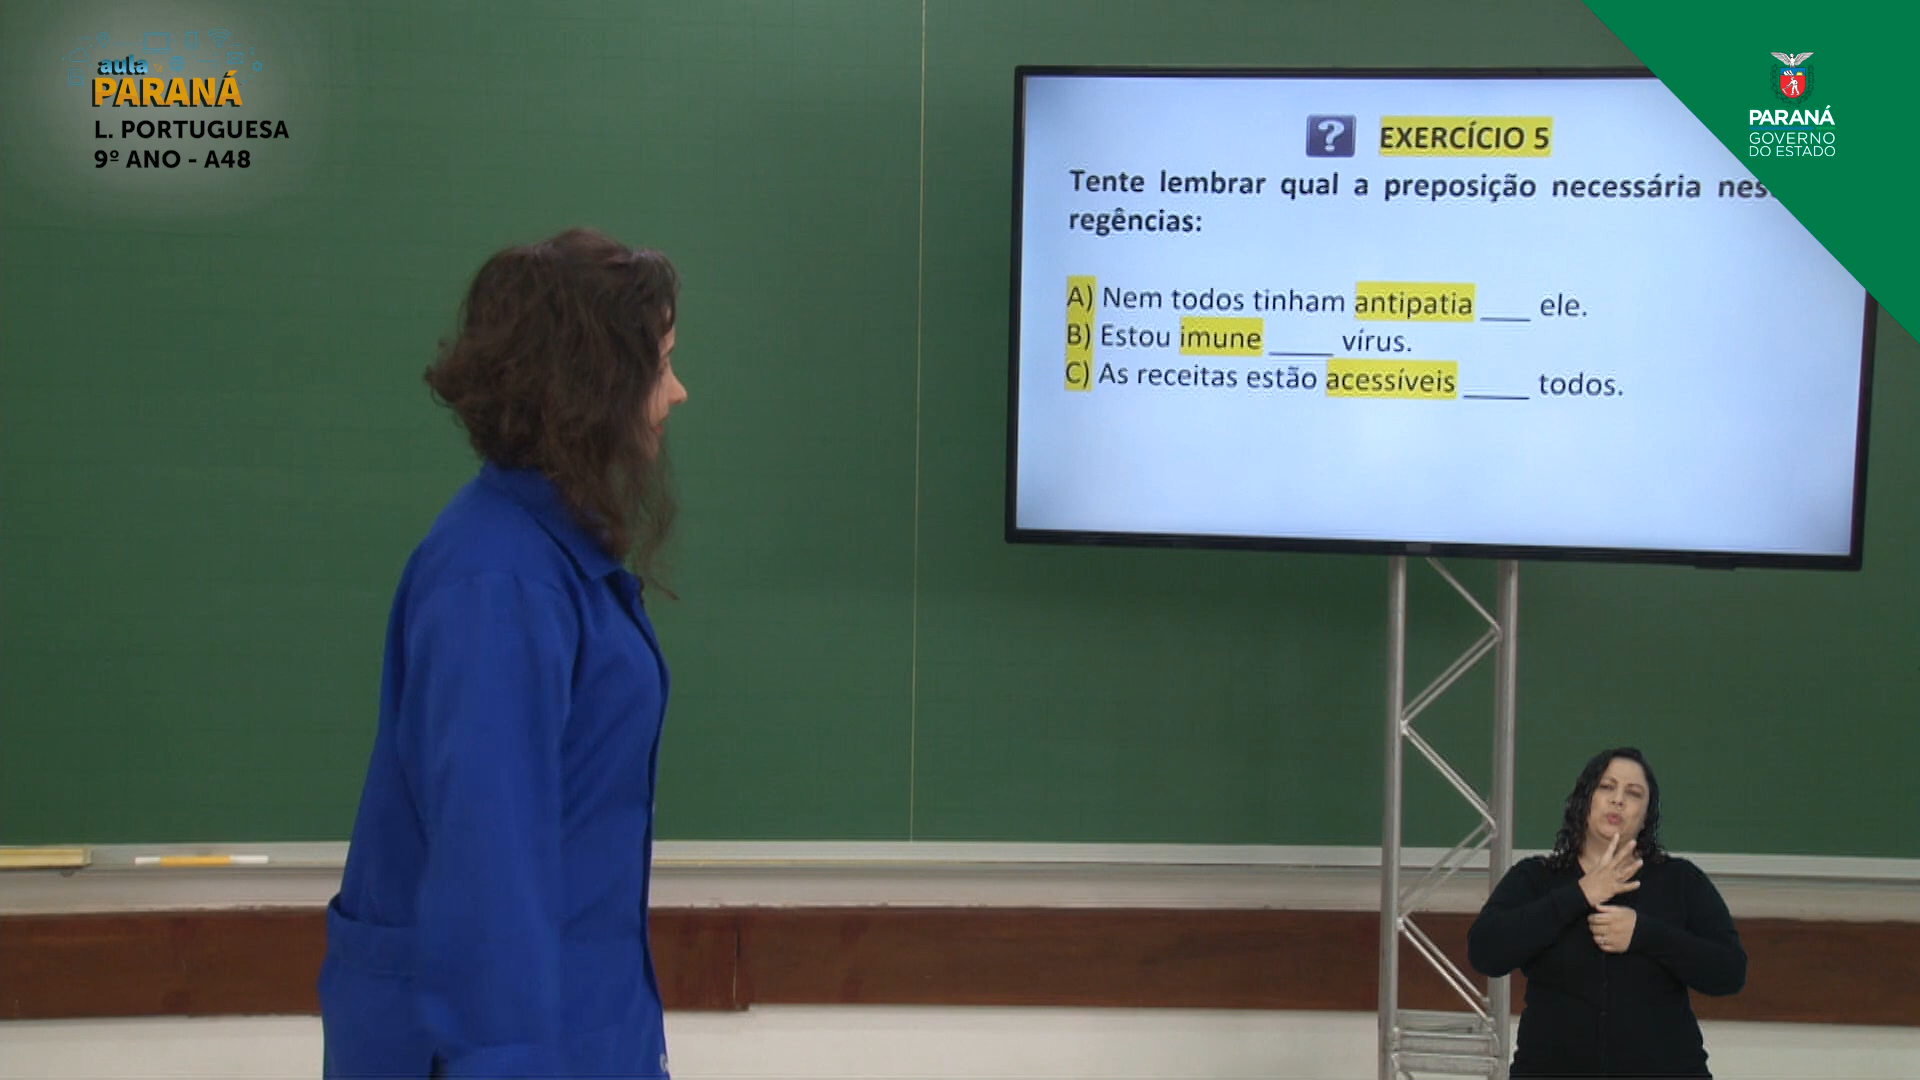 aula
PARANÁ
L. PORTUGUESA
9º ANO - A48
PARANÁ
GOVERNO
DO ESTADO
? EXERCÍCIO 5
Tente lembrar qual a preposição necessária
regências:
A) Nem todos tinham antipatia ___ ele.
B) Estou imune ____ vírus.
C) As receitas estão acessíveis ____ todos.